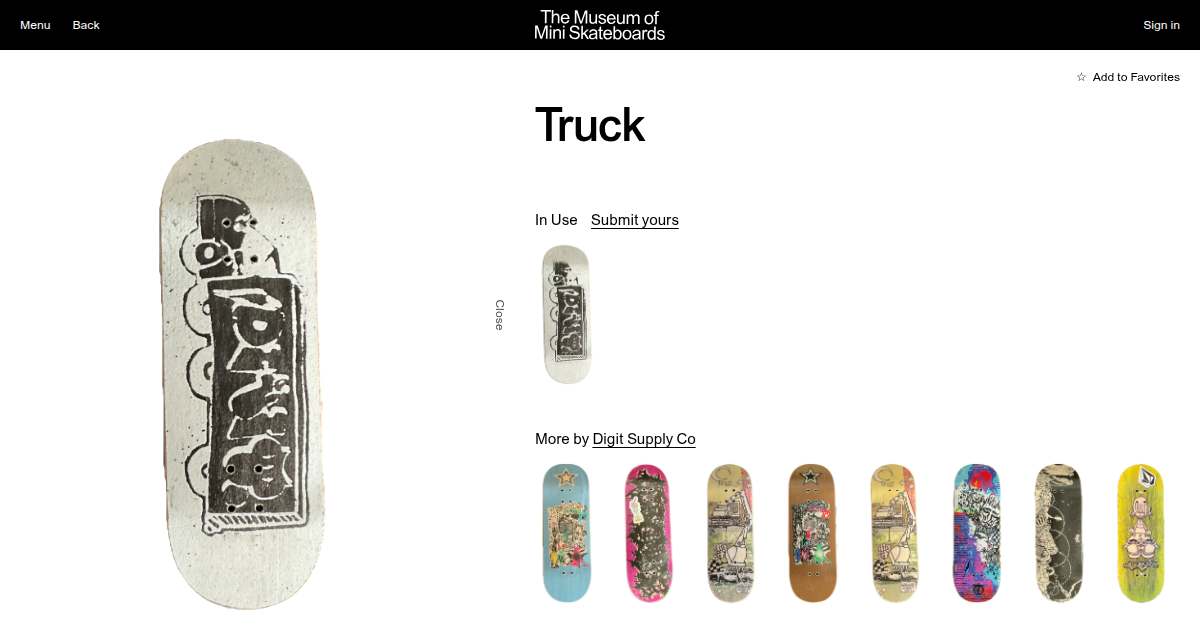 Menu
Back
The Museum of
Mini Skateboards
Sign in
☆ Add to Favorites
Truck
In Use
Submit yours
Close
More by Digit Supply Co